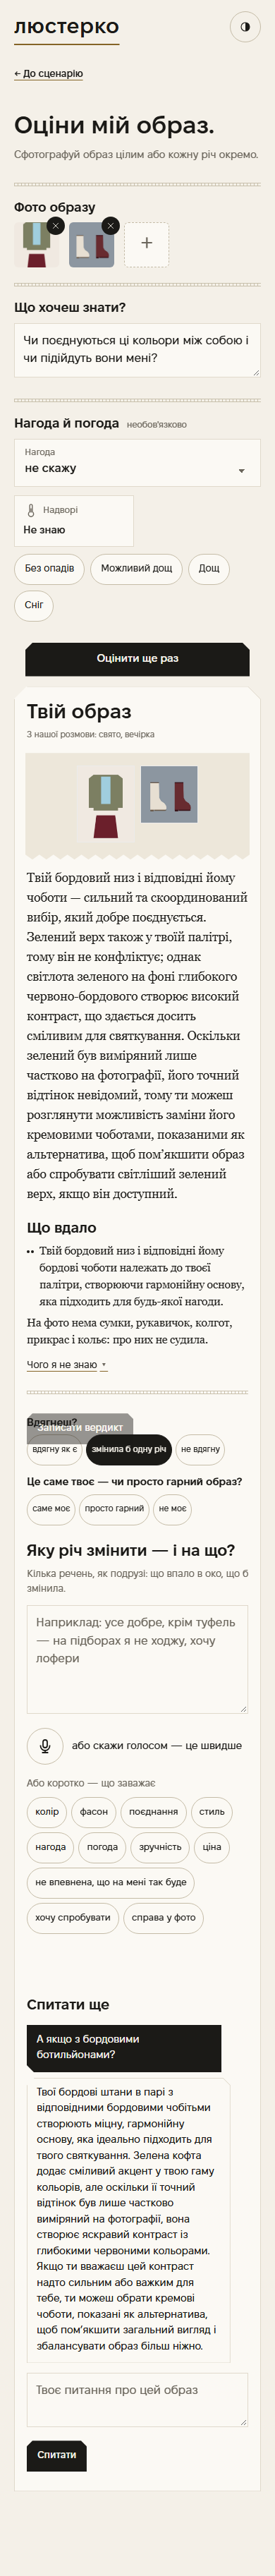 люстерко
← До сценарію
Оціни мій образ.
Сфотографуй образ цілим або кожну річ окремо.
Фото образу
Що хочеш знати?
Чи поєднуються ці кольори між собою і
чи підійдуть вони мені?
Нагода й погода необов'язково
Нагода
не скажу
Надворі
Не знаю
Без опадів Можливий дощ Дощ
Сніг
Оцінити ще раз
Твій образ
З нашої розмови: свято, вечірка
Твій бордовий низ і відповідні йому
чоботи — сильний та скоординований
вибір, який добре поєднується.
Зелений верх також у твоїй палітрі,
тому він не конфліктує; однак
світлота зеленого на фоні глибокого
червоно-бордового створює високий
контраст, що здається досить
сміливим для святкування. Оскільки
зелений був виміряний лише
частково на фотографії, його точний
відтінок невідомий, тому ти можеш
розглянути можливість заміни його
кремовими чоботами, показаними як
альтернатива, щоб пом’якшити образ
або спробувати світліший зелений
верх, якщо він доступний.
Що вдало
Твій бордовий низ і відповідні йому
бордові чоботи належать до твоєї
палітри, створюючи гармонійну основу,
яка підходить для будь-якої нагоди.
На фото нема сумки, рукавичок, колгот,
прикрас і кольє: про них не судила.
Чого я не знаю
Вдягнеш?
Записати вердикт
вдягну як є змінила б одну річ не вдягну
Це саме твоє — чи просто гарний образ?
саме моє просто гарний не моє
Яку річ змінити — і на що?
Кілька речень, як подрузі: що впало в око, що б
змінила.
Наприклад: усе добре, крім туфель
— на підборах я не ходжу, хочу
лофери
або скажи голосом — це швидше
Або коротко — що заважає
колір фасон поєднання стиль
нагода погода зручність ціна
не впевнена, що на мені так буде
хочу спробувати справа у фото
Спитати ще
А якщо з бордовими
ботильйонами?
Твої бордові штани в парі з
відповідними бордовими чобітьми
створюють міцну, гармонійну
основу, яка ідеально підходить для
твого святкування. Зелена кофта
додає сміливий акцент у твою гаму
кольорів, але оскільки її точний
відтінок був лише частково
виміряний на фотографії, вона
створює яскравий контраст із
глибокими червоними кольорами.
Якщо ти вважаєш цей контраст
надто сильним або важким для
тебе, ти можеш обрати кремові
чоботи, показані як альтернатива,
щоб пом’якшити загальний вигляд і
збалансувати образ більш ніжно.
Твоє питання про цей образ
Спитати